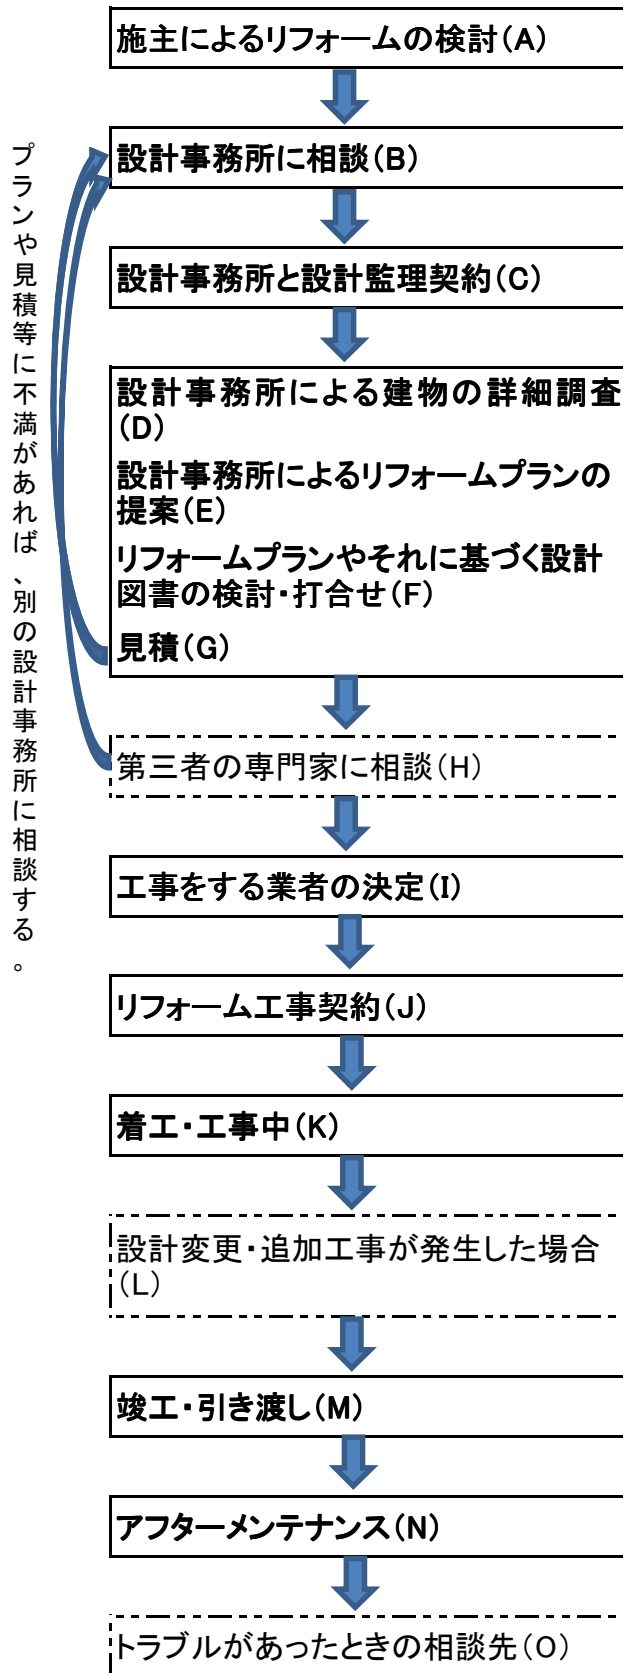 施主によるリフォームの検討(A)
設計事務所に相談(B)
設計事務所と設計監理契約(C)
設計事務所による建物の詳細調査
(D)
設計事務所によるリフォームプランの
提案(E)
リフォームプランやそれに基づく設計
図書の検討・打合せ(F)
見積(G)
第三者の専門家に相談(H)
工事をする業者の決定(I)
リフォーム工事契約(J)
着工・工事中(K)
設計変更・追加工事が発生した場合
(L)
竣工・引き渡し(M)
アフターメンテナンス(N)
トラブルがあったときの相談先(O)
プランや見積等に不満があれば、別の設計事務所に相談する。